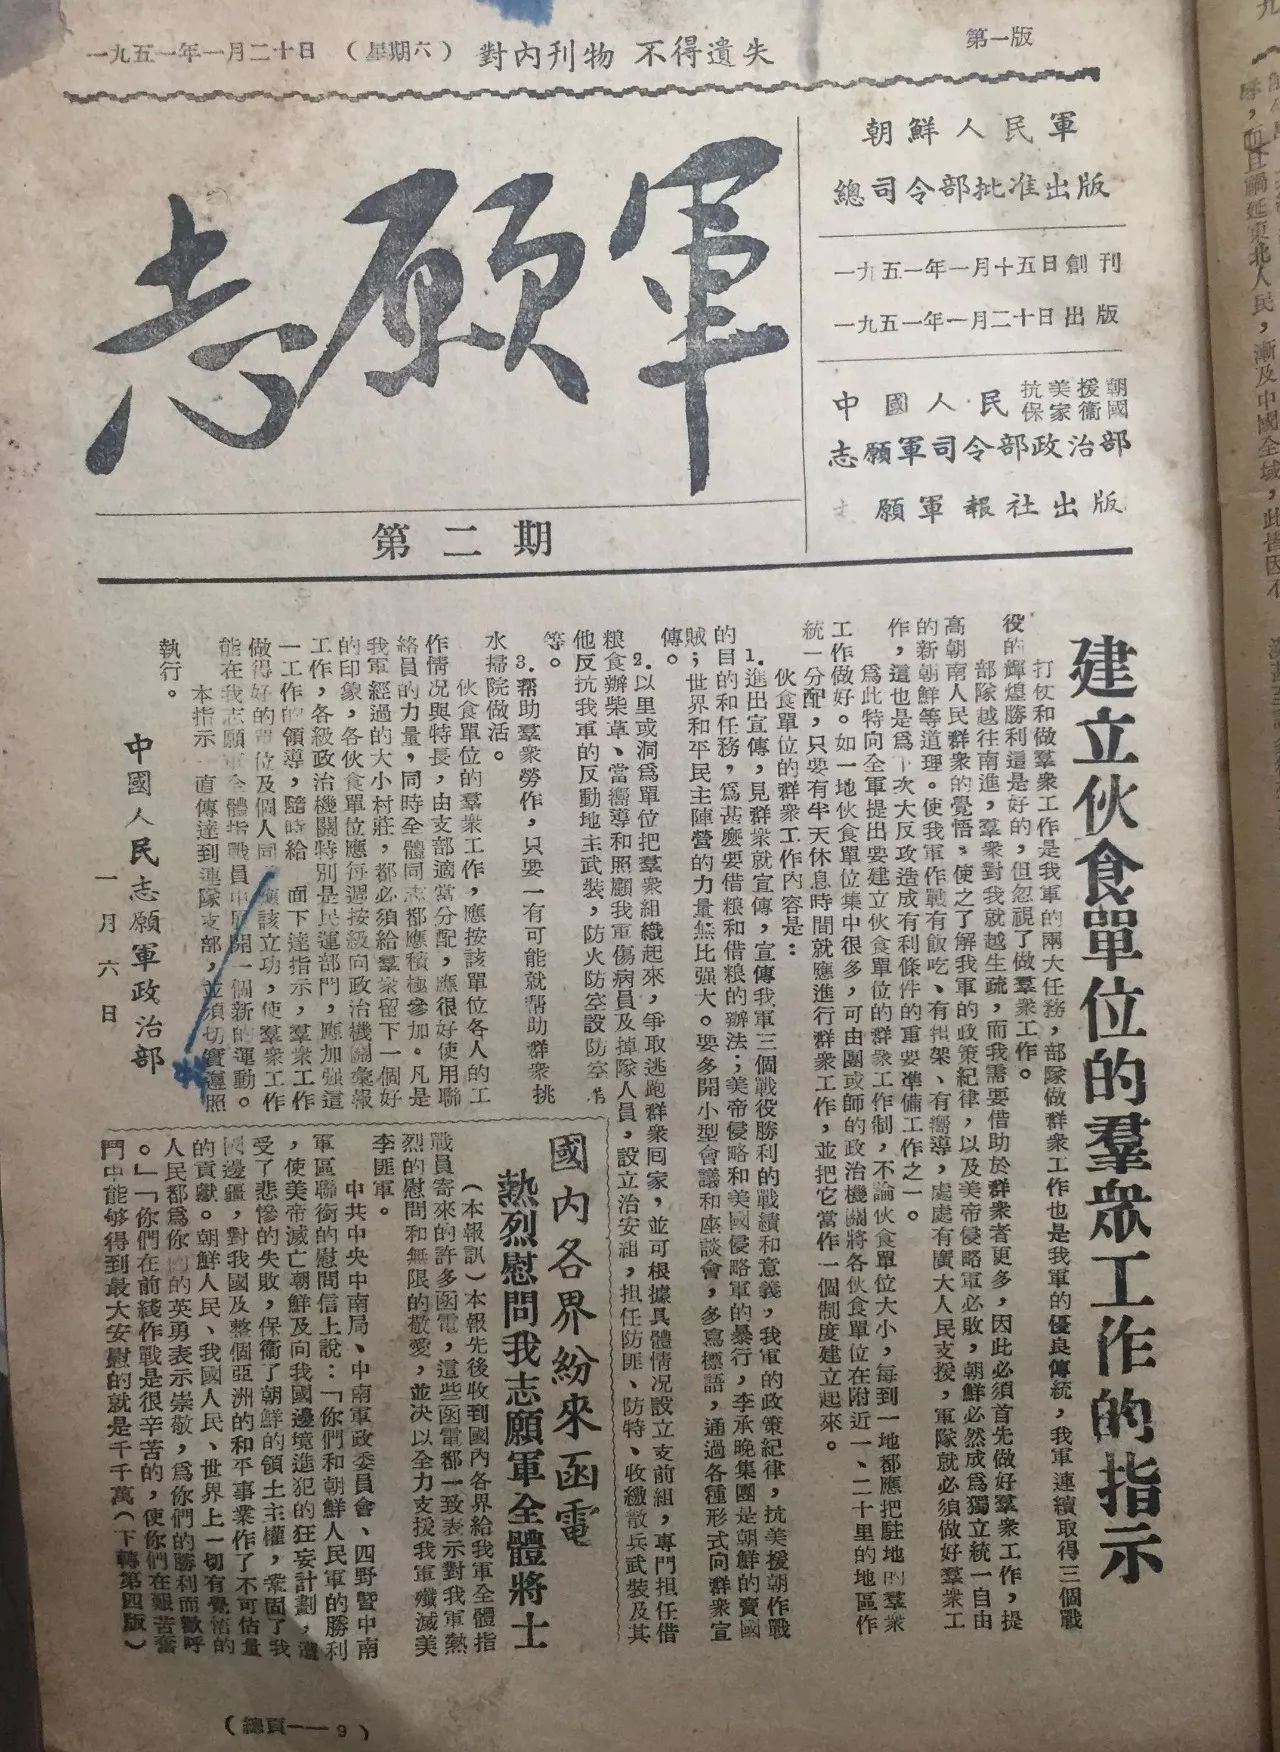 一九五一年一月二十日 （星期六） 對內刊物 不得遺失
第一版
志願軍
第二期
朝鮮人民軍
總司令部批准出版
一九五一年一月十五日創刊
一九五一年一月二十日出版
中國人民抗美援朝保家衞國
志願軍司令部政治部
願軍報社出版
建立伙食單位的羣眾工作的指示
打仗和做羣衆工作是我軍的兩大任務，部隊做群衆工作也是我軍的優良傳統，我軍連續取得三個戰
役的輝煌勝利這是好的，但忽視了做羣衆工作。
部隊越往南進，羣衆對我就越生疏，而我需要借助於群衆者更多，因此必須首先做好羣衆工作，提
高朝南人民群衆的覺悟，使之了解我軍的政策紀律，以及美帝侵略軍必敗，朝鮮必然成爲獨立統一自由
的新朝鮮等道理。使我軍作戰有飯吃、有担架、有嚮導，處處有廣大人民支援，軍隊就必須做好羣衆工
作，這也是爲下次大反攻造成有利條件的重要準備工作之一。
爲此特向全軍提出要建立伙食單位的群衆工作制，不論伙食單位大小，每到一地都應把駐地的羣衆
工作做好。如一地伙食單位集中很多，可由團或師的政治機關將各伙食單位在附近一、二十里的地區作
統一分配，只要有半天休息時間就應進行群衆工作，並把它當作一個制度建立起來。
伙食單位的群衆工作內容是：
1.進出宣傳，見群衆就宣傳，宣傳我軍三個戰役勝利的戰績和意義，我軍的政策紀律，抗美援朝作戰
的目的和任務，爲甚麽要借粮和借粮的辦法；美帝侵略和美國侵略軍的暴行，李承晚集團是朝鮮的賣國
賊；世界和平民主陣營的力量無比强大。要多開小型會議和座談會，多寫標語，通過各種形式向群衆宣
傳。
2.以里或洞爲單位把羣衆組織起來，爭取逃跑群衆回家，並可根據具體情况設立支前組，專門担任借
粮食辦柴草、當嚮導和照顧我軍傷病員及掉隊人員，設立治安組，担任防匪、防特、收繳散兵武裝及其
他反抗我軍的反動地主武裝，防火防空設防空
等。
3.帮助羣衆勞作，只要一有可能就帮助群衆挑
水掃院做活。
伙食單位的羣衆工作，應按該單位各人的工
作情况與特長，由支部適當分配，應很好使用聯
絡員的力量，同時全體同志都應積極參加。凡是
我軍經過的大小村莊，都必須給羣衆留下一個好
的印象，各伙食單位應每週按級向政治機關彙報
工作，各級政治機關特別是民運部門，應加强這
一工作的領導，隨時給 面下達指示，羣衆工作
做得好的單位及個人同 應該立功，使羣衆工作
能在我志願軍全體指戰員中展開一個新的運動。
本指示一直傳達到連隊支部，並須切實遵照
執行。
中國人民志願軍政治部
一月六日
國內各界紛來函電
熱烈慰問我志願軍全體將士
（本報訊）本報先後收到國內各界給我軍全體指
戰員寄來的許多函電，這些函電都一致表示對我軍熱
烈的慰問和無限的敬愛，並决以全力支援我軍殲滅美
李匪軍。
中共中央中南局、中南軍政委員會、四野暨中南
軍區聯銜的慰問信上說：「你們和朝鮮人民軍的勝利
，使美帝滅亡朝鮮及向我國邊境進犯的狂妄計劃，遭
受了悲慘的失敗，保衞了朝鮮的領土主權，鞏固了我
國邊疆，對我國及整個亞洲的和平事業作了不可估量
的貢獻。朝鮮人民、我國人民、世界上一切有覺悟的
人民都爲你們的英勇表示崇敬，爲你們的勝利而歡呼
。」「你們在前綫作戰是很辛苦的，使你們在艱苦奮
鬥中能够得到最大安慰的就是千千萬（下轉第四版）
（總頁——9）